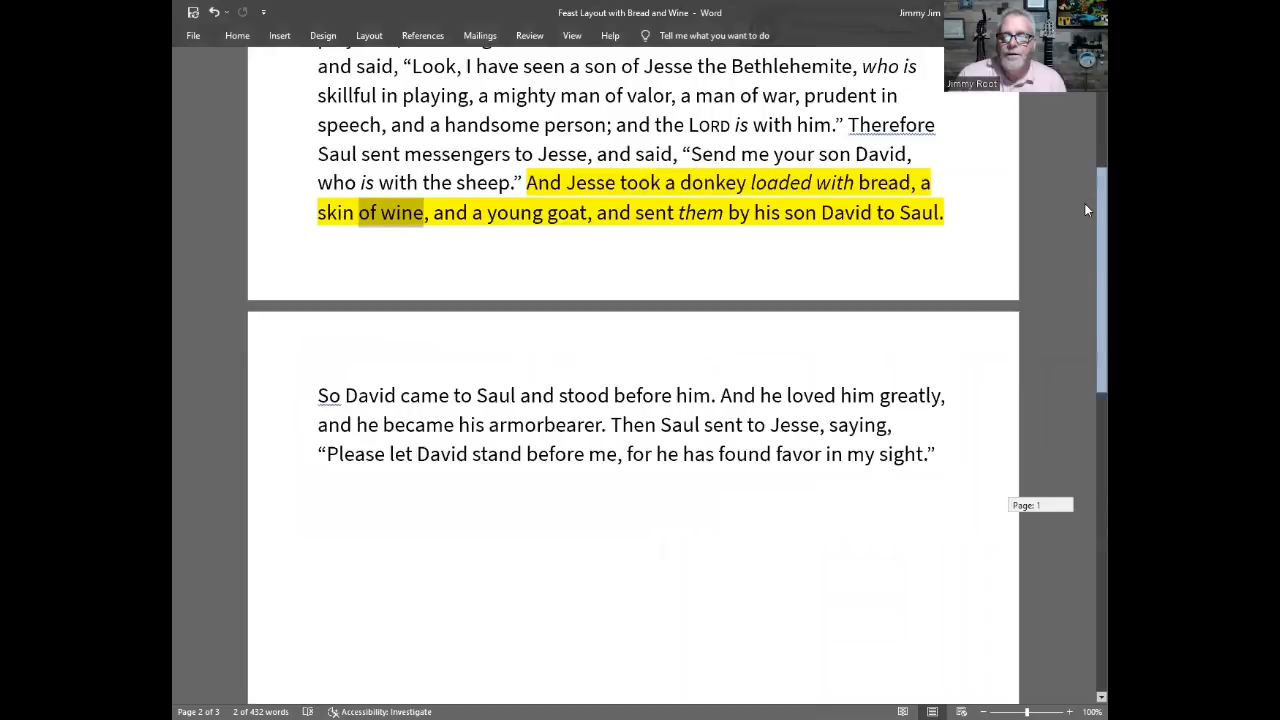 Feast Layout with Bread and Wine - Word
Jimmy Jim
File Home Insert Design Layout References Mailings Review View Help Tell me what you want to do
Jimmy Root
and said, “Look, I have seen a son of Jesse the Bethlehemite, who is
skillful in playing, a mighty man of valor, a man of war, prudent in
speech, and a handsome person; and the LORD is with him.” Therefore
Saul sent messengers to Jesse, and said, “Send me your son David,
who is with the sheep.” And Jesse took a donkey loaded with bread, a
skin of wine, and a young goat, and sent them by his son David to Saul.
So David came to Saul and stood before him. And he loved him greatly,
and he became his armorbearer. Then Saul sent to Jesse, saying,
“Please let David stand before me, for he has found favor in my sight.”
Page: 1
Page 2 of 3 2 of 432 words Accessibility: Investigate 100%